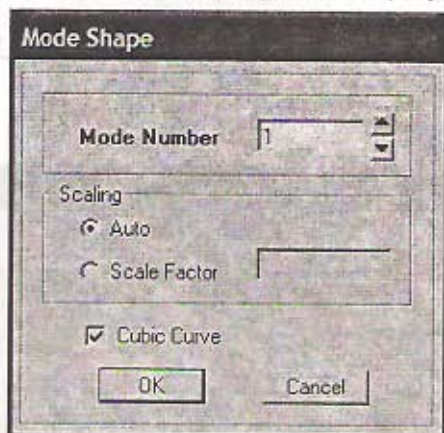 Mode Shape
Mode Number 1
Scaling
Auto
Scale Factor
Cubic Curve
OK Cancel